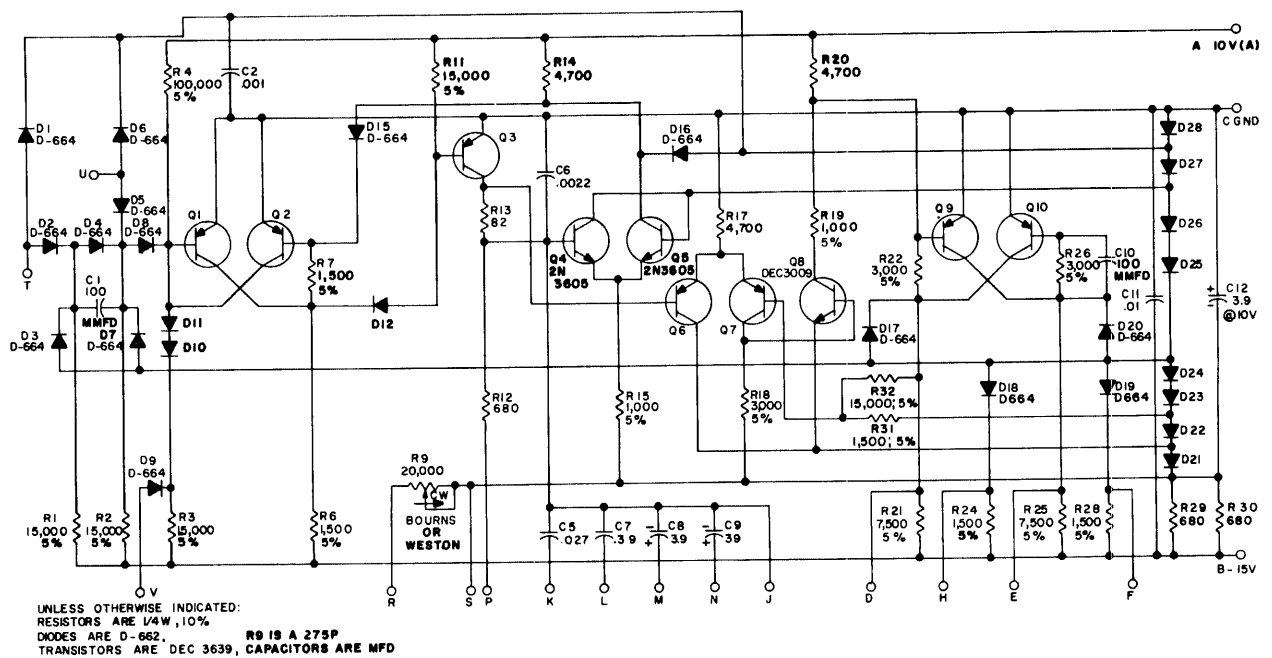 A 10V(A)
R4
100,000
5%
C2
.001
R11
15,000
5%
R14
4,700
R20
4,700
D1
D-664
D6
D-664
D15
D-664
Q3
D16
D-664
C GND
D28
D27
U
D5
D-664
C6
.0022
D2
D-664
D4
D-664
D8
D-664
Q1
Q2
R13
82
Q4
2N
3605
Q5
2N3605
R17
4,700
R19
1,000
5%
Q8
DEC3009
Q9
Q10
D26
D25
T
C1
100
MMFD
R7
1,500
5%
R22
3,000
5%
R26
3,000
5%
C10
100
MMFD
C11
.01
+
-
C12
3.9
@10V
D3
D-664
D7
D-664
D11
D10
D12
Q6
Q7
D17
D-664
D20
D-664
R12
680
R15
1,000
5%
R18
3,000
5%
R32
15,000; 5%
R31
1,500; 5%
D18
D664
D19
D664
D24
D23
D22
D21
D9
D-664
R9
20,000
CW
BOURNS
OR
WESTON
R1
15,000
5%
R2
15,000
5%
R3
15,000
5%
R6
1,500
5%
C5
.027
C7
.39
-
+
C8
3.9
-
+
C9
39
R21
7,500
5%
R24
1,500
5%
R25
7,500
5%
R28
1,500
5%
R29
680
R30
680
B-15V
V
R
S
P
K
L
M
N
J
D
H
E
F
UNLESS OTHERWISE INDICATED:
RESISTORS ARE 1/4W, 10%
DIODES ARE D-662, R9 IS A 275P
TRANSISTORS ARE DEC 3639, CAPACITORS ARE MFD